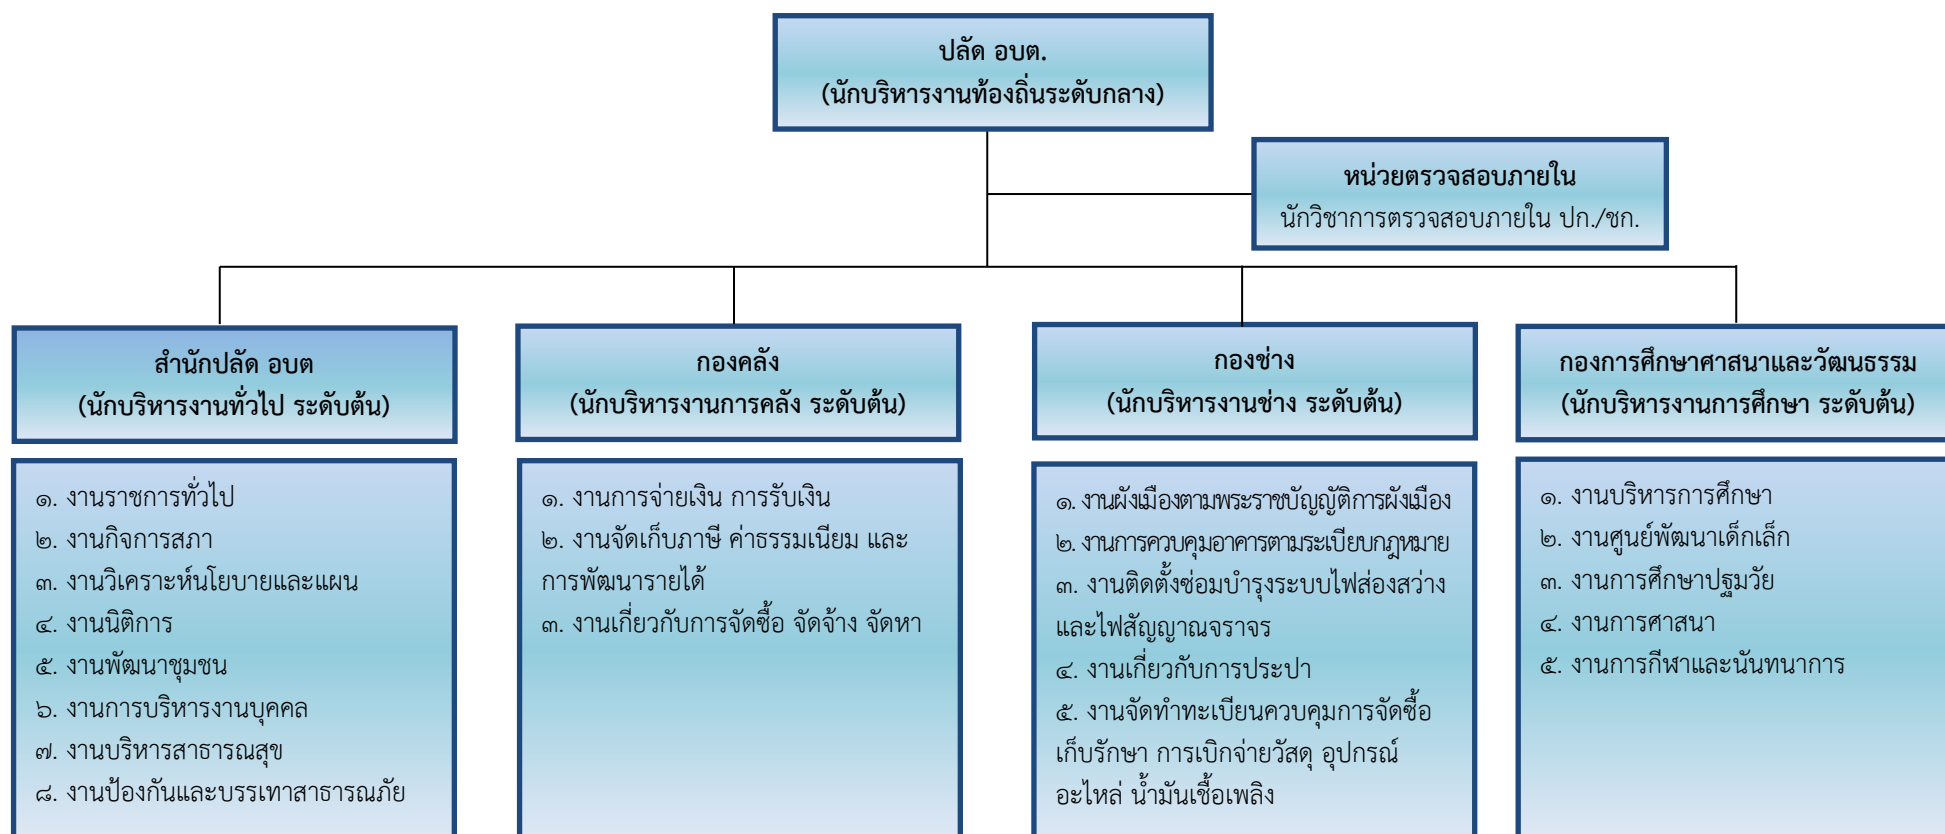 ปลัด อบต.
(นักบริหารงานท้องถิ่นระดับกลาง)
หน่วยตรวจสอบภายใน
นักวิชาการตรวจสอบภายใน ปก./ชก.
สำนักปลัด อบต
(นักบริหารงานทั่วไป ระดับต้น)
๑. งานราชการทั่วไป
๒. งานกิจการสภา
๓. งานวิเคราะห์นโยบายและแผน
๔. งานนิติการ
๕. งานพัฒนาชุมชน
๖. งานการบริหารงานบุคคล
๗. งานบริหารสาธารณสุข
๘. งานป้องกันและบรรเทาสาธารณภัย
กองคลัง
(นักบริหารงานการคลัง ระดับต้น)
๑. งานการจ่ายเงิน การรับเงิน
๒. งานจัดเก็บภาษี ค่าธรรมเนียม และ
การพัฒนารายได้
๓. งานเกี่ยวกับการจัดซื้อ จัดจ้าง จัดหา
กองช่าง
(นักบริหารงานช่าง ระดับต้น)
๑. งานผังเมืองตามพระราชบัญญัติการผังเมือง
๒. งานการควบคุมอาคารตามระเบียบกฎหมาย
๓. งานติดตั้งซ่อมบำรุงระบบไฟส่องสว่าง
และไฟสัญญาณจราจร
๔. งานเกี่ยวกับการประปา
๕. งานจัดทำทะเบียนควบคุมการจัดซื้อ
เก็บรักษา การเบิกจ่ายวัสดุ อุปกรณ์
อะไหล่ น้ำมันเชื้อเพลิง
กองการศึกษาศาสนาและวัฒนธรรม
(นักบริหารงานการศึกษา ระดับต้น)
๑. งานบริหารการศึกษา
๒. งานศูนย์พัฒนาเด็กเล็ก
๓. งานการศึกษาปฐมวัย
๔. งานการศาสนา
๕. งานการกีฬาและนันทนาการ